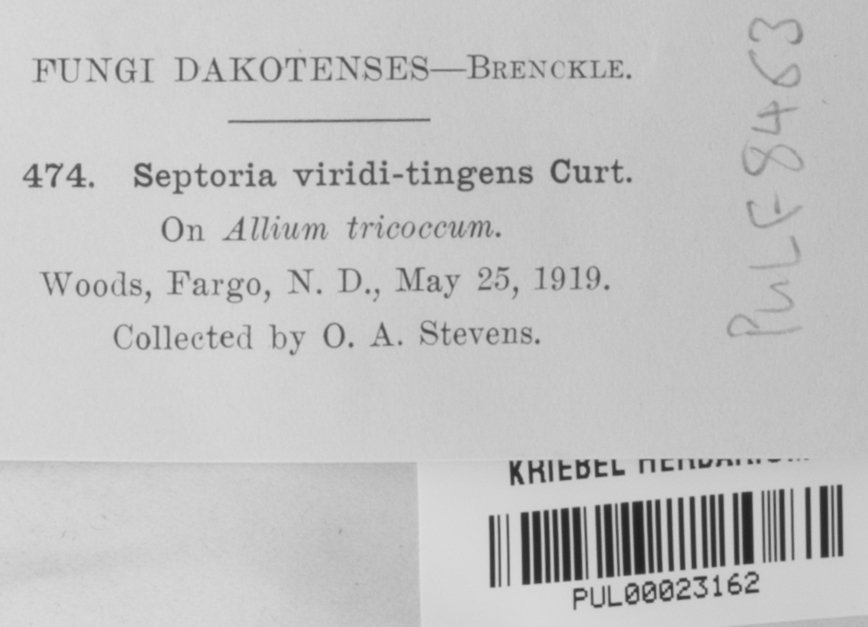 FUNGI DAKOTENSES—BRENCKLE.
474. Septoria viridi-tingens Curt.
On Allium tricoccum.
Woods, Fargo, N. D., May 25, 1919.
Collected by O. A. Stevens.
PUL F 8463
KRIEBEL HERBARIUM
PUL00023162